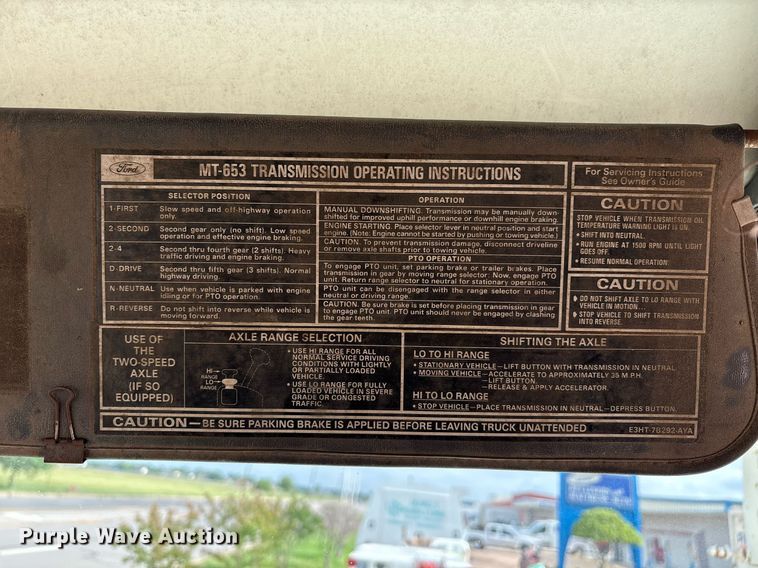 Ford
MT-653 TRANSMISSION OPERATING INSTRUCTIONS
For Servicing Instructions
See Owner's Guide
SELECTOR POSITION
1-FIRST Slow speed and off-highway operation
only.
2-SECOND Second gear only (no shift). Low speed
operation and effective engine braking.
2-4 Second thru fourth gear (2 shifts). Heavy
traffic driving and engine braking.
D-DRIVE Second thru fifth gear (3 shifts). Normal
highway driving.
N-NEUTRAL Use when vehicle is parked with engine
idling or for PTO operation.
R-REVERSE Do not shift into reverse while vehicle is
moving forward.
OPERATION
MANUAL DOWNSHIFTING. Transmission may be manually down-
shifted for improved uphill performance or downhill engine braking.
ENGINE STARTING. Place selector lever in neutral position and start
engine. (Note: Engine cannot be started by pushing or towing vehicle.)
CAUTION. To prevent transmission damage, disconnect driveline
or remove axle shafts prior to towing vehicle.
PTO OPERATION
To engage PTO unit, set parking brake or trailer brakes. Place
transmission in gear by moving range selector. Now, engage PTO
unit. Return range selector to neutral for stationary operation.
PTO unit can be disengaged with the range selector in either
neutral or driving range.
CAUTION. Be sure brake is set before placing transmission in gear
to engage PTO unit. PTO unit should never be engaged by clashing
the gear teeth.
CAUTION
STOP VEHICLE WHEN TRANSMISSION OIL
TEMPERATURE WARNING LIGHT IS ON.
• SHIFT INTO NEUTRAL.
• RUN ENGINE AT 1500 RPM UNTIL LIGHT
GOES OFF.
• RESUME NORMAL OPERATION.
CAUTION
• DO NOT SHIFT AXLE TO LO RANGE WITH
VEHICLE IN MOTION.
• STOP VEHICLE TO SHIFT TRANSMISSION
INTO REVERSE.
USE OF
THE
TWO-SPEED
AXLE
(IF SO
EQUIPPED)
AXLE RANGE SELECTION
HI
RANGE
LO
RANGE
• USE HI RANGE FOR ALL
NORMAL SERVICE DRIVING
CONDITIONS WITH LIGHTLY
OR PARTIALLY LOADED
VEHICLE.
• USE LO RANGE FOR FULLY
LOADED VEHICLE IN SEVERE
GRADE OR CONGESTED
TRAFFIC.
SHIFTING THE AXLE
LO TO HI RANGE
• STATIONARY VEHICLE—LIFT BUTTON WITH TRANSMISSION IN NEUTRAL
• MOVING VEHICLE—ACCELERATE TO APPROXIMATELY 35 M.P.H.
—LIFT BUTTON.
—RELEASE & APPLY ACCELERATOR.
HI TO LO RANGE
• STOP VEHICLE—PLACE TRANSMISSION IN NEUTRAL—DEPRESS BUTTON.
CAUTION—BE SURE PARKING BRAKE IS APPLIED BEFORE LEAVING TRUCK UNATTENDED
E3HT-7B292-AYA
Purple Wave Auction